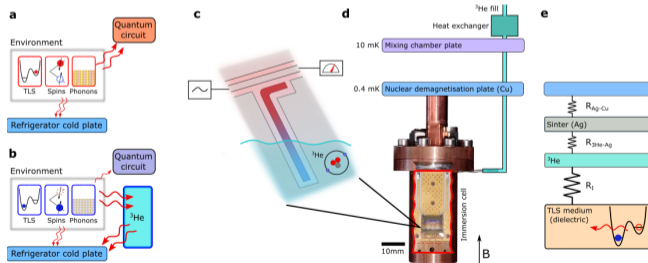 a
Quantum
circuit
Environment
TLS Spins Phonons
Refrigerator cold plate
b
Quantum
circuit
Environment
TLS Spins Phonons
³He
Refrigerator cold plate
c
³He
d
³He fill
Heat exchanger
10 mK Mixing chamber plate
0.4 mK Nuclear demagnetisation plate (Cu)
Immersion cell
10mm
B
e
R_Ag-Cu
Sinter (Ag)
R_3He-Ag
³He
TLS medium
(dielectric)